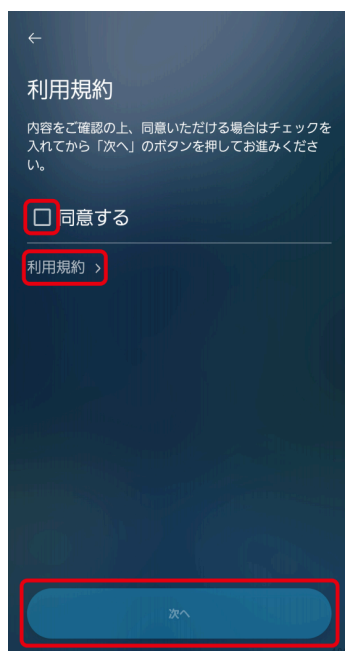 ←
利用規約
内容をご確認の上、同意いただける場合はチェックを
入れてから「次へ」のボタンを押してお進みくださ
い。
同意する
利用規約 >
次へ